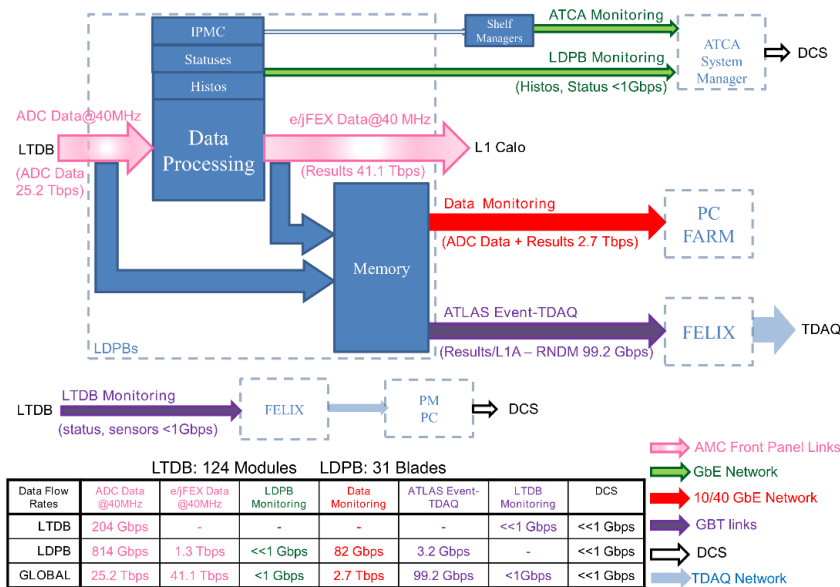 ATCA Monitoring
IPMC
Shelf
Managers
ATCA
System
Manager
DCS
Statuses
LDPB Monitoring
Histos
(Histos, Status <1Gbps)
ADC Data@40MHz
e/jFEX Data@40 MHz
LTDB
Data
Processing
L1 Calo
(ADC Data
25.2 Tbps)
(Results 41.1 Tbps)
Data Monitoring
PC
FARM
(ADC Data + Results 2.7 Tbps)
Memory
ATLAS Event-TDAQ
FELIX
TDAQ
LDPBs
(Results/L1A – RNDM 99.2 Gbps)
LTDB Monitoring
LTDB
FELIX
PM
PC
DCS
(status, sensors <1Gbps)
AMC Front Panel Links
GbE Network
10/40 GbE Network
GBT links
DCS
TDAQ Network
LTDB: 124 Modules LDPB: 31 Blades
Data Flow Rates ADC Data @40MHz e/jFEX Data @40MHz LDPB Monitoring Data Monitoring ATLAS Event-TDAQ LTDB Monitoring DCS
LTDB 204 Gbps - - - - <<1 Gbps <<1 Gbps
LDPB 814 Gbps 1.3 Tbps <<1 Gbps 82 Gbps 3.2 Gbps - <<1 Gbps
GLOBAL 25.2 Tbps 41.1 Tbps <1 Gbps 2.7 Tbps 99.2 Gbps <1Gbps <<1 Gbps